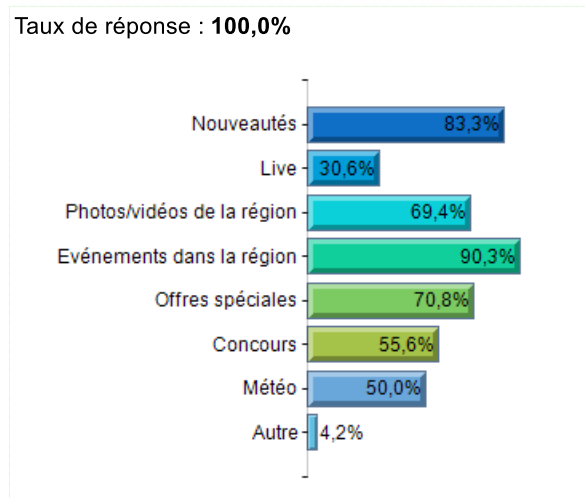 Taux de réponse : 100,0%
Nouveautés 83,3%
Live 30,6%
Photos/vidéos de la région 69,4%
Evénements dans la région 90,3%
Offres spéciales 70,8%
Concours 55,6%
Météo 50,0%
Autre 4,2%